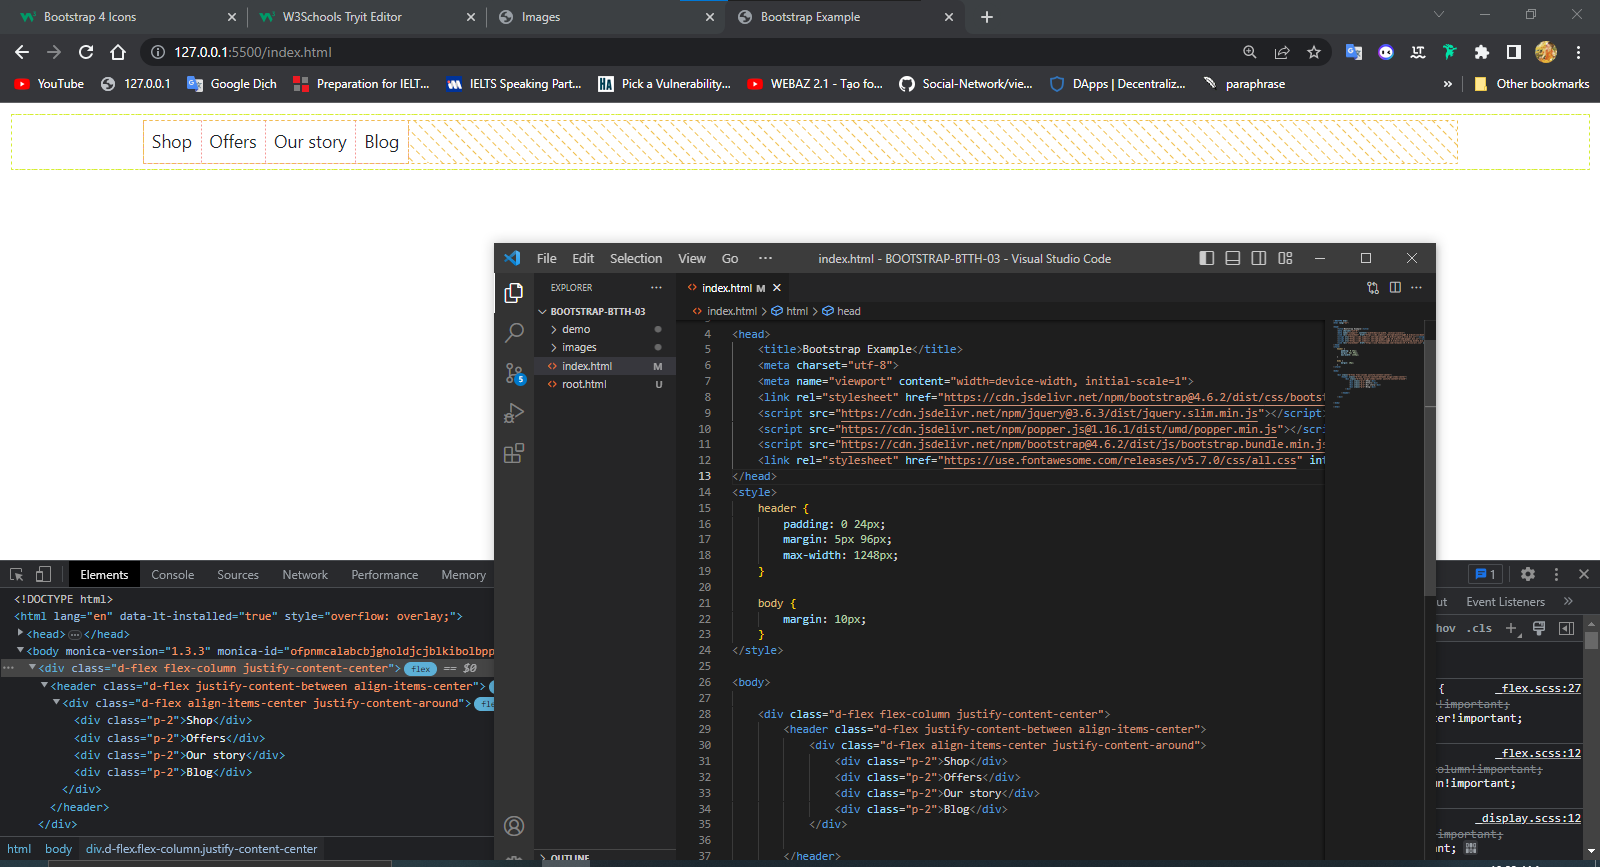 Bootstrap 4 Icons
W3Schools Tryit Editor
Images
Bootstrap Example
127.0.0.1:5500/index.html
YouTube
127.0.0.1
Google Dịch
Preparation for IELT...
IELTS Speaking Part...
Pick a Vulnerability...
WEBAZ 2.1 - Tạo fo...
Social-Network/vie...
DApps | Decentraliz...
paraphrase
»
Other bookmarks
Shop
Offers
Our story
Blog
File Edit Selection View Go ···
index.html - BOOTSTRAP-BTTH-03 - Visual Studio Code
EXPLORER
BOOTSTRAP-BTTH-03
demo
images
index.html M
root.html U
5
OUTLINE
index.html M
index.html > html > head
4 <head>
5 <title>Bootstrap Example</title>
6 <meta charset="utf-8">
7 <meta name="viewport" content="width=device-width, initial-scale=1">
8 <link rel="stylesheet" href="https://cdn.jsdelivr.net/npm/bootstrap@4.6.2/dist/css/bootst
9 <script src="https://cdn.jsdelivr.net/npm/jquery@3.6.3/dist/jquery.slim.min.js"></script
10 <script src="https://cdn.jsdelivr.net/npm/popper.js@1.16.1/dist/umd/popper.min.js"></scri
11 <script src="https://cdn.jsdelivr.net/npm/bootstrap@4.6.2/dist/js/bootstrap.bundle.min.js
12 <link rel="stylesheet" href="https://use.fontawesome.com/releases/v5.7.0/css/all.css" int
13 </head>
14 <style>
15 header {
16 padding: 0 24px;
17 margin: 5px 96px;
18 max-width: 1248px;
19 }
20
21 body {
22 margin: 10px;
23 }
24 </style>
25
26 <body>
27
28 <div class="d-flex flex-column justify-content-center">
29 <header class="d-flex justify-content-between align-items-center">
30 <div class="d-flex align-items-center justify-content-around">
31 <div class="p-2">Shop</div>
32 <div class="p-2">Offers</div>
33 <div class="p-2">Our story</div>
34 <div class="p-2">Blog</div>
35 </div>
36
37 </header>
Elements Console Sources Network Performance Memory
1
<!DOCTYPE html>
<html lang="en" data-lt-installed="true" style="overflow: overlay;">
<head> ··· </head>
<body monica-version="1.3.3" monica-id="ofpnmcalabcbjgholdjcjblkibolbpp
··· <div class="d-flex flex-column justify-content-center"> flex == $0
<header class="d-flex justify-content-between align-items-center">
<div class="d-flex align-items-center justify-content-around"> fle
<div class="p-2">Shop</div>
<div class="p-2">Offers</div>
<div class="p-2">Our story</div>
<div class="p-2">Blog</div>
</div>
</header>
</div>
html body div.d-flex.flex-column.justify-content-center
ut Event Listeners »
hov .cls +
{ _flex.scss:27
!important;
er!important;
_flex.scss:12
column!important;
n!important;
_display.scss:12
important;
ant;